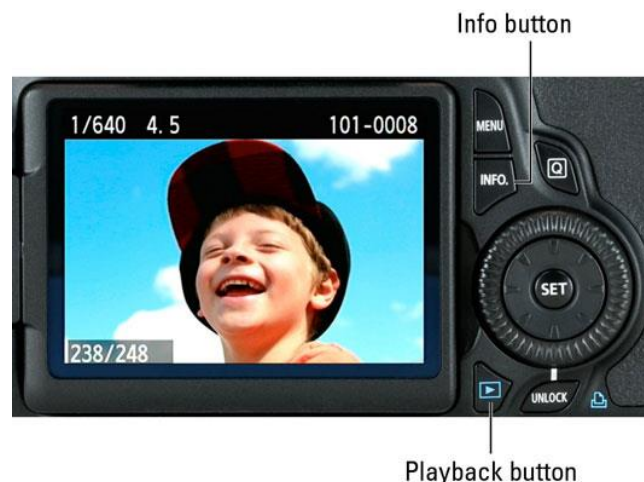 Info button
1/640 4.5 101-0008
MENU
INFO.
Q
SET
238/248
UNLOCK
Playback button